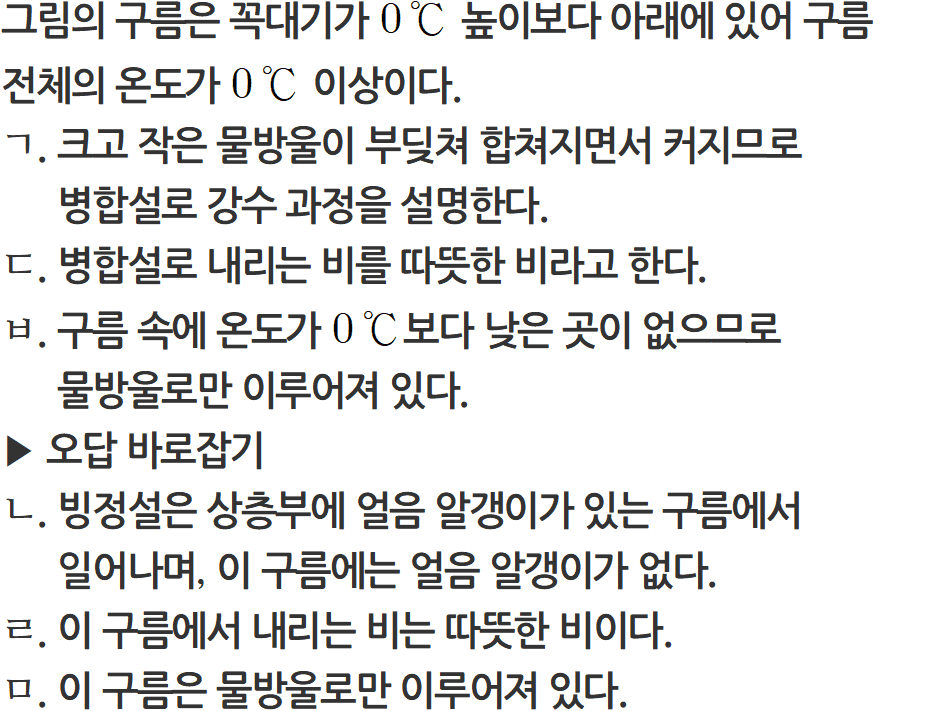 그림의 구름은 꼭대기가 0 ℃ 높이보다 아래에 있어 구름
전체의 온도가 0 ℃ 이상이다.
ㄱ. 크고 작은 물방울이 부딪쳐 합쳐지면서 커지므로
병합설로 강수 과정을 설명한다.
ㄷ. 병합설로 내리는 비를 따뜻한 비라고 한다.
ㅂ. 구름 속에 온도가 0 ℃보다 낮은 곳이 없으므로
물방울로만 이루어져 있다.
▶ 오답 바로잡기
ㄴ. 빙정설은 상층부에 얼음 알갱이가 있는 구름에서
일어나며, 이 구름에는 얼음 알갱이가 없다.
ㄹ. 이 구름에서 내리는 비는 따뜻한 비이다.
ㅁ. 이 구름은 물방울로만 이루어져 있다.